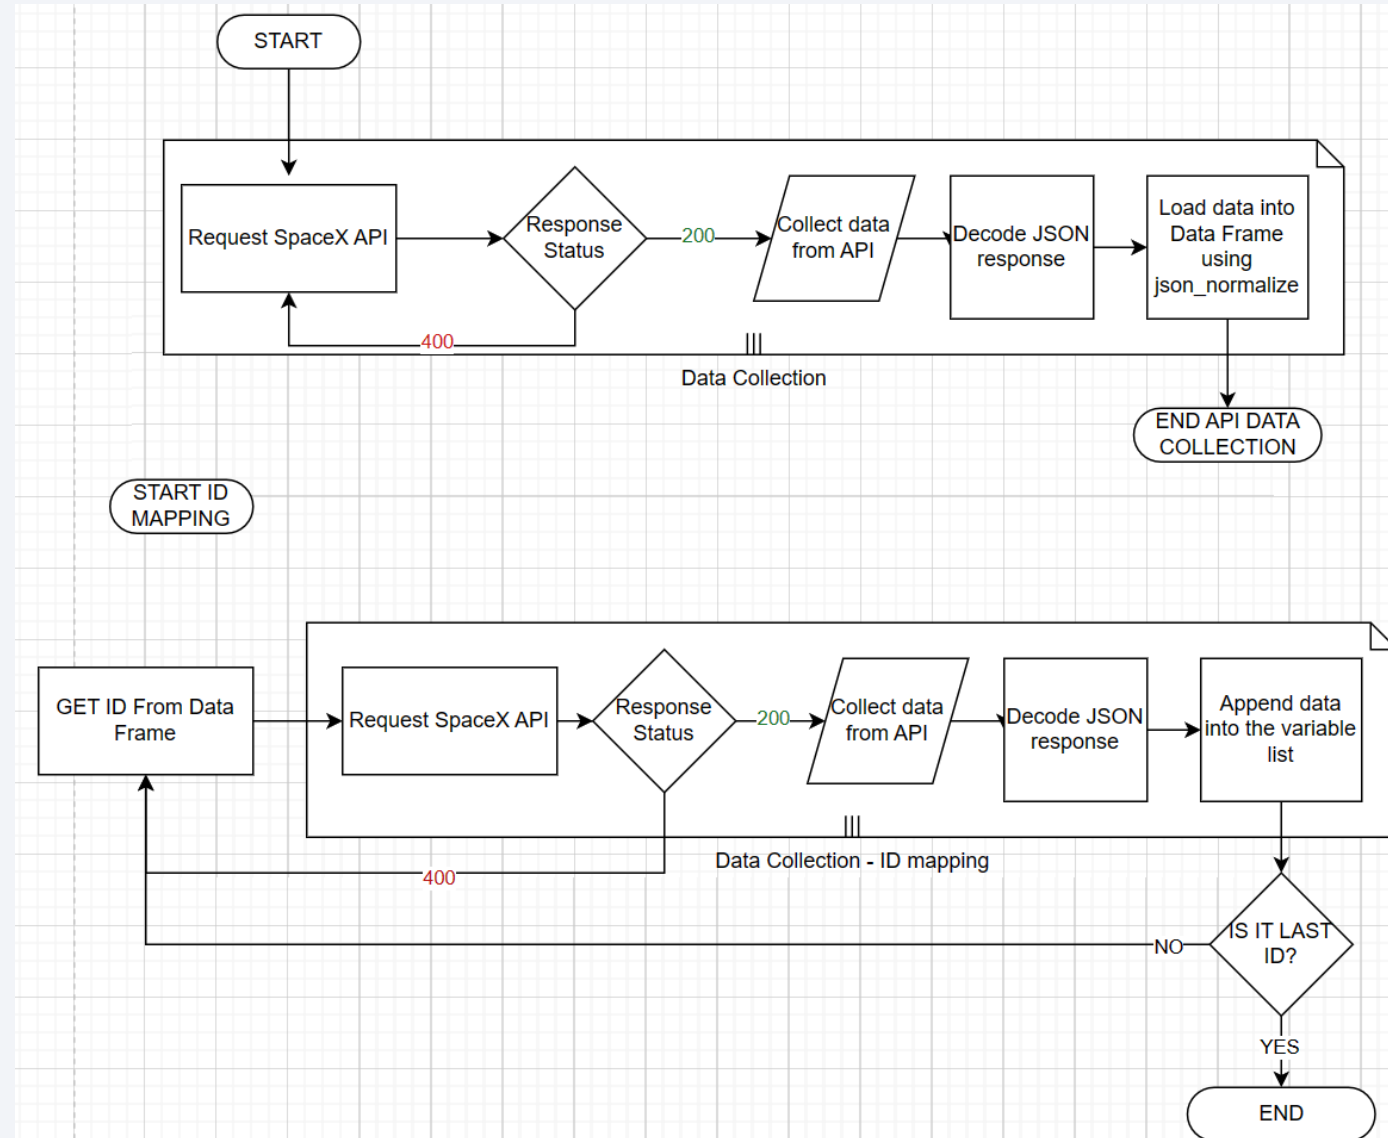 START
Request SpaceX API
Response
Status
200
Collect data
from API
Decode JSON
response
Load data into
Data Frame
using
json_normalize
400
Data Collection
END API DATA
COLLECTION
START ID
MAPPING
GET ID From Data
Frame
Request SpaceX API
Response
Status
200
Collect data
from API
Decode JSON
response
Append data
into the variable
list
Data Collection - ID mapping
400
IS IT LAST
ID?
NO
YES
END